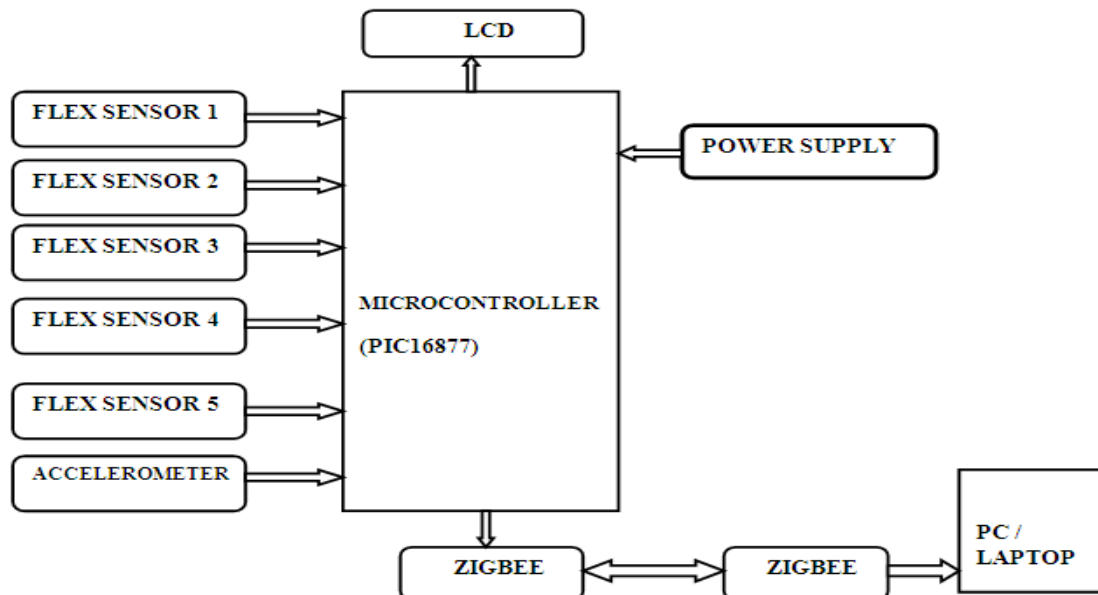 LCD
FLEX SENSOR 1
POWER SUPPLY
FLEX SENSOR 2
FLEX SENSOR 3
MICROCONTROLLER
(PIC16877)
FLEX SENSOR 4
FLEX SENSOR 5
ACCELEROMETER
ZIGBEE
ZIGBEE
PC /
LAPTOP